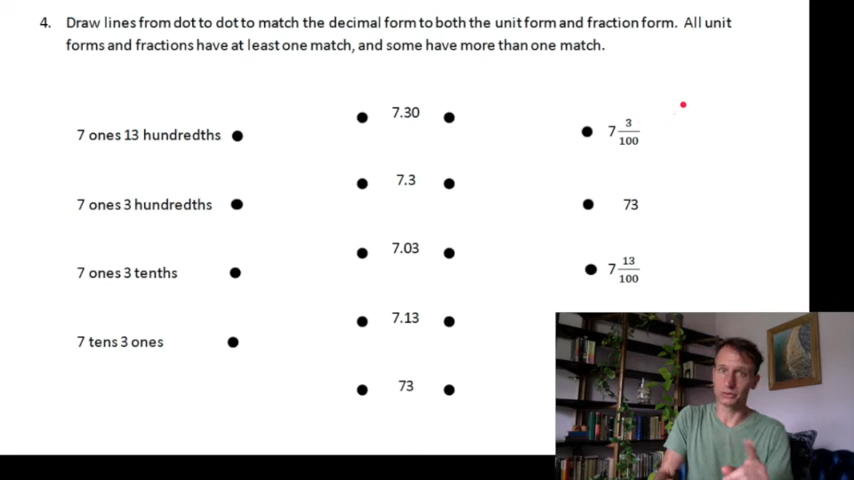 4. Draw lines from dot to dot to match the decimal form to both the unit form and fraction form. All unit
forms and fractions have at least one match, and some have more than one match.
7.30
7 ones 13 hundredths
7 3/100
7.3
7 ones 3 hundredths
73
7.03
7 ones 3 tenths
7 13/100
7.13
7 tens 3 ones
73